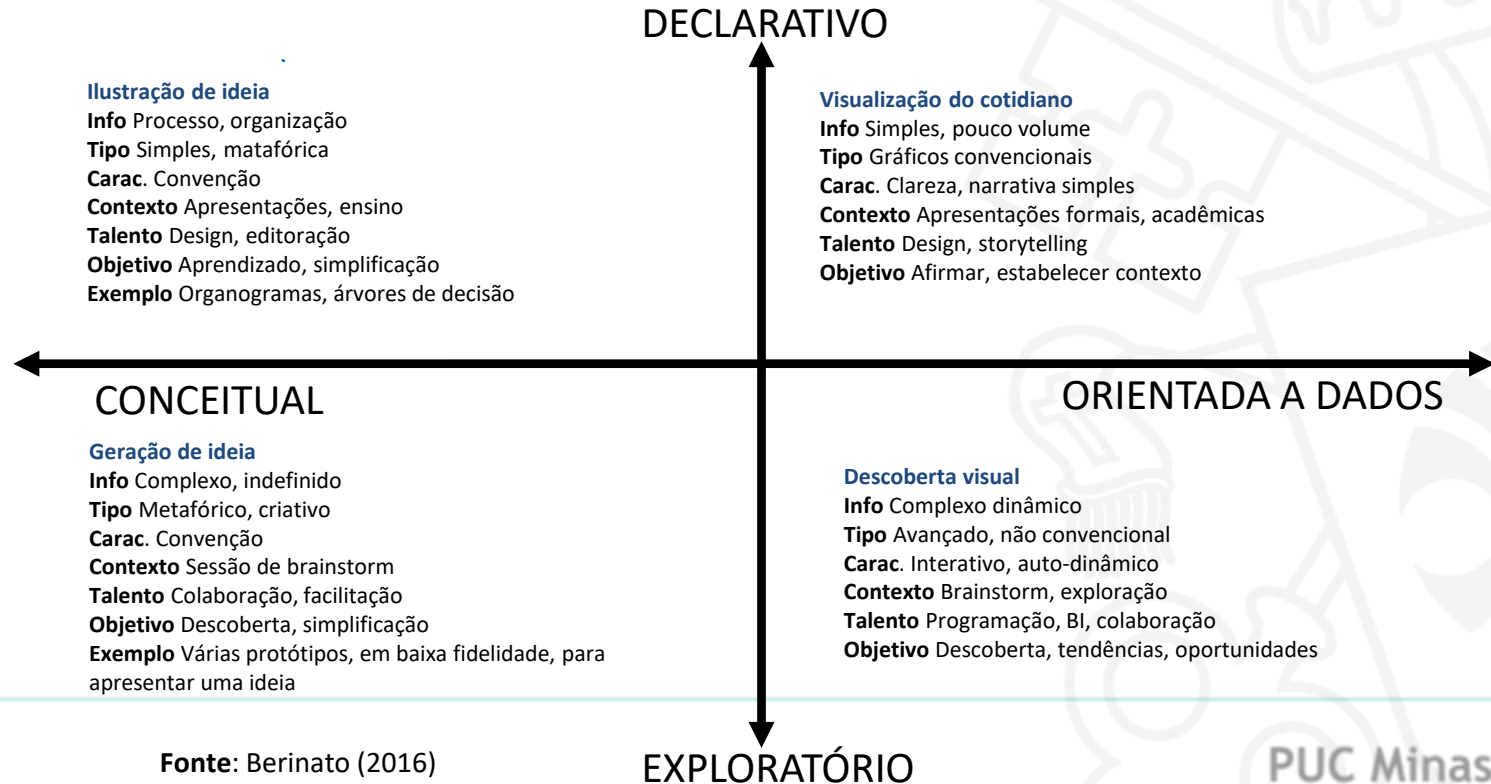 DECLARATIVO
Ilustração de ideia
Info Processo, organização
Tipo Simples, matafórica
Carac. Convenção
Contexto Apresentações, ensino
Talento Design, editoração
Objetivo Aprendizado, simplificação
Exemplo Organogramas, árvores de decisão
Visualização do cotidiano
Info Simples, pouco volume
Tipo Gráficos convencionais
Carac. Clareza, narrativa simples
Contexto Apresentações formais, acadêmicas
Talento Design, storytelling
Objetivo Afirmar, estabelecer contexto
CONCEITUAL
ORIENTADA A DADOS
Geração de ideia
Info Complexo, indefinido
Tipo Metafórico, criativo
Carac. Convenção
Contexto Sessão de brainstorm
Talento Colaboração, facilitação
Objetivo Descoberta, simplificação
Exemplo Várias protótipos, em baixa fidelidade, para
apresentar uma ideia
Descoberta visual
Info Complexo dinâmico
Tipo Avançado, não convencional
Carac. Interativo, auto-dinâmico
Contexto Brainstorm, exploração
Talento Programação, BI, colaboração
Objetivo Descoberta, tendências, oportunidades
Fonte: Berinato (2016)
EXPLORATÓRIO
PUC Minas